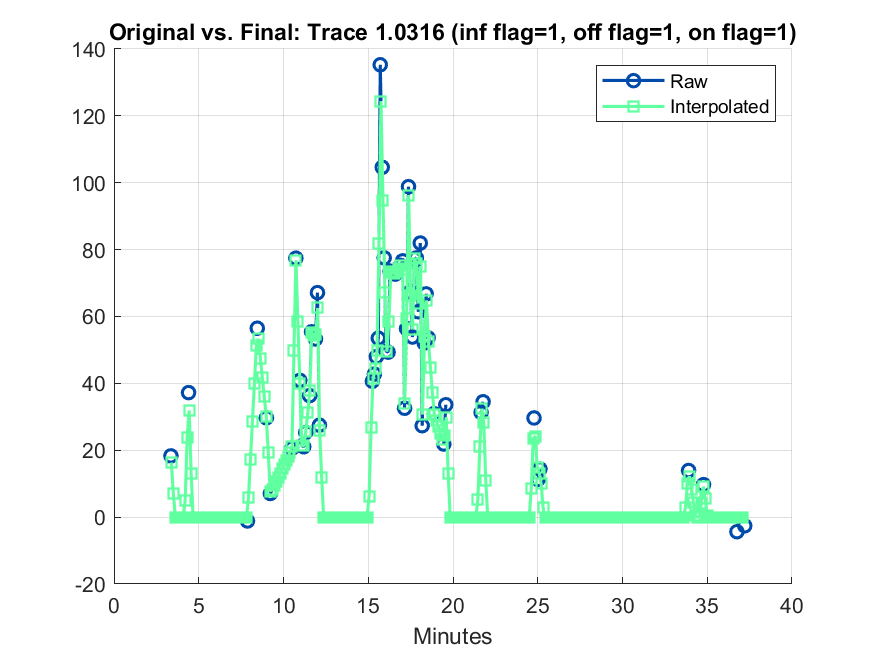 Original vs. Final: Trace 1.0316 (inf flag=1, off flag=1, on flag=1)
140
120
100
80
60
40
20
0
-20
Raw
Interpolated
0 5 10 15 20 25 30 35 40
Minutes